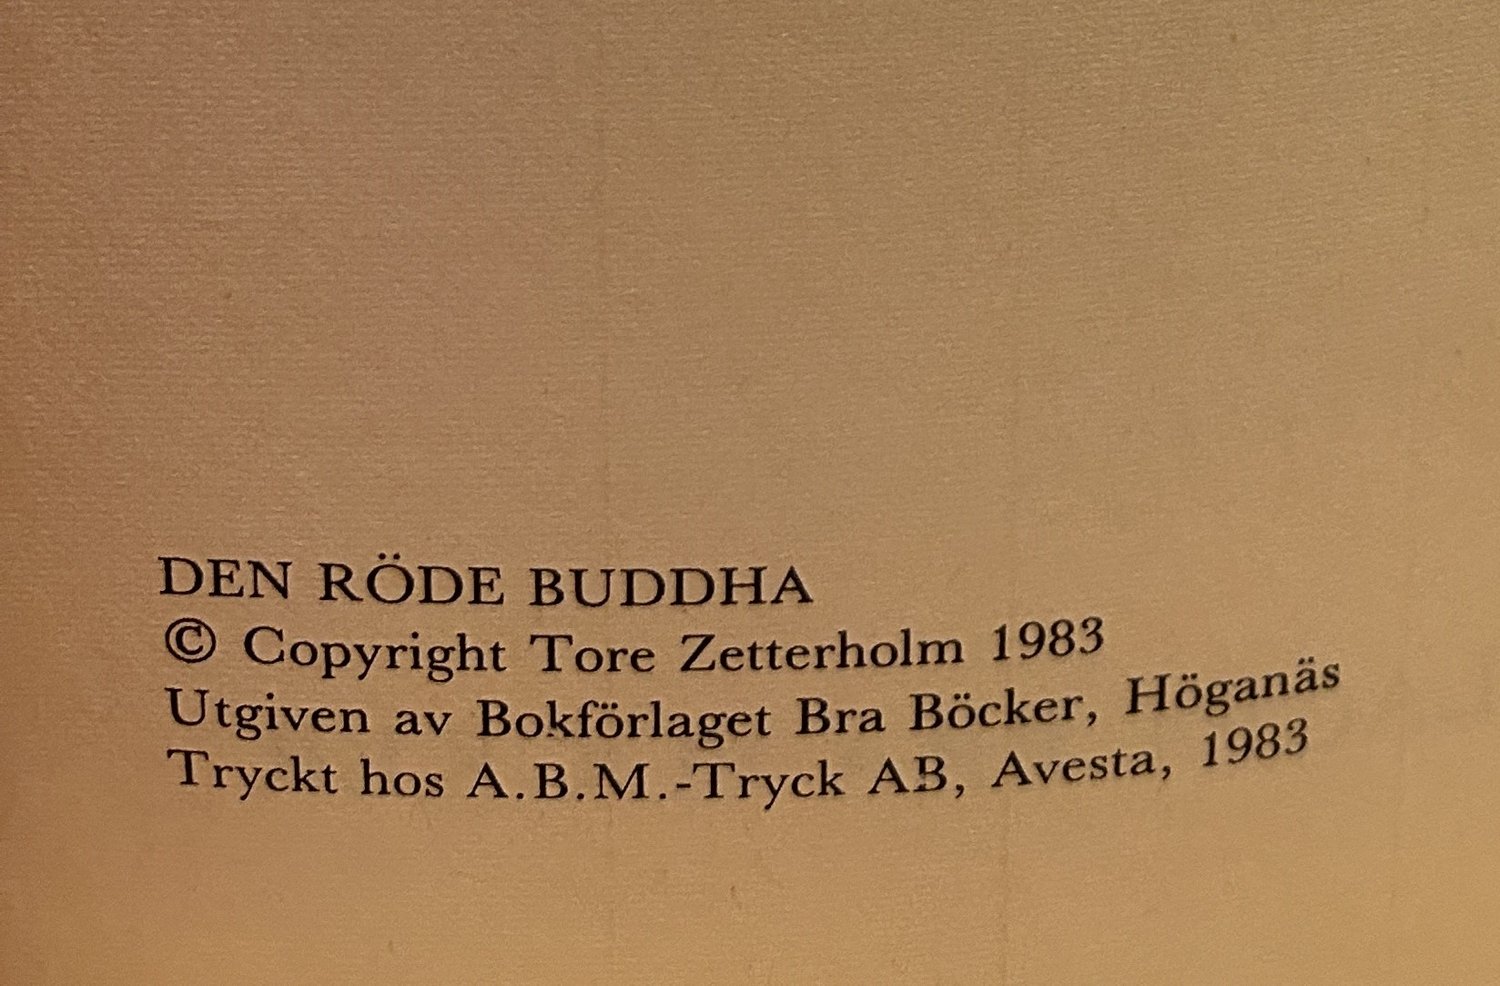 DEN RÖDE BUDDHA
© Copyright Tore Zetterholm 1983
Utgiven av Bokförlaget Bra Böcker, Höganäs
Tryckt hos A.B.M.-Tryck AB, Avesta, 1983